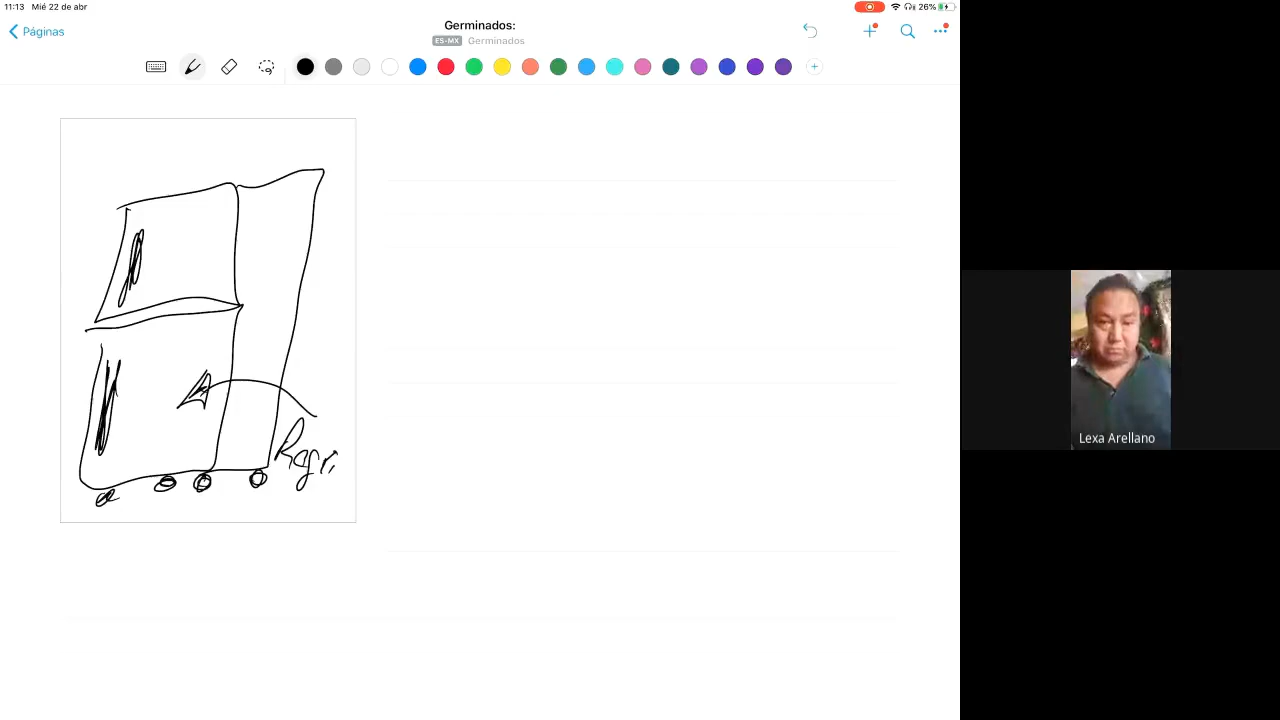 11:13 Mié 22 de abr
26%
Páginas
Germinados:
ES-MX Germinados
Lexa Arellano